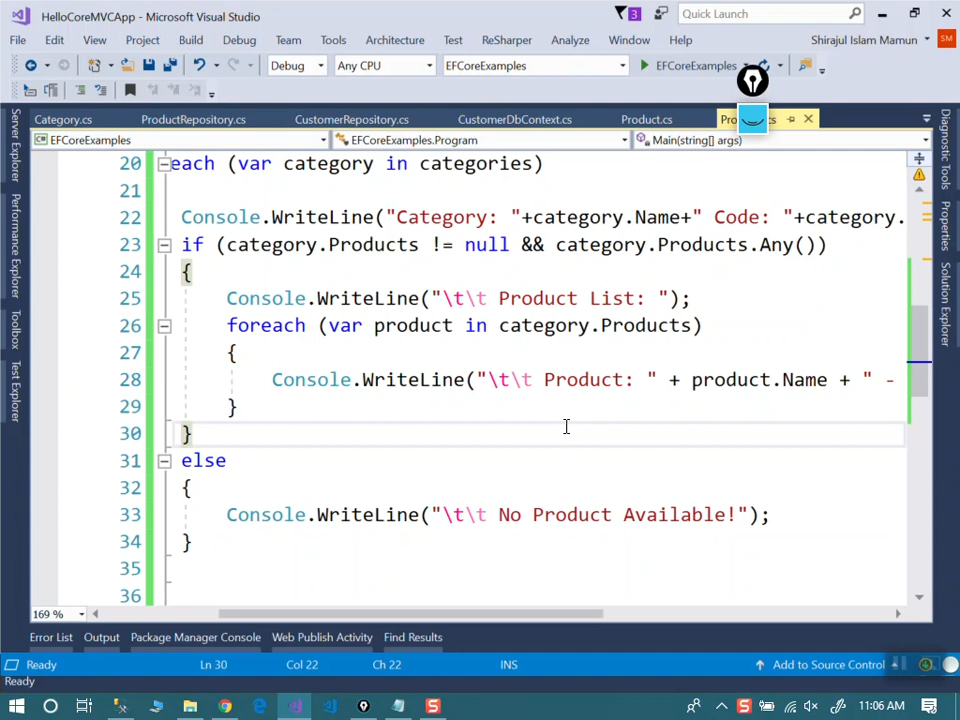 HelloCoreMVCApp - Microsoft Visual Studio
3
Quick Launch
File Edit View Project Build Debug Team Tools Architecture Test ReSharper Analyze Window Help Shirajul Islam Mamun SM
Debug Any CPU EFCoreExamples EFCoreExamples
Category.cs ProductRepository.cs CustomerRepository.cs CustomerDbContext.cs Product.cs
EFCoreExamples EFCoreExamples.Program Main(string[] args)
20 each (var category in categories)
21
22 Console.WriteLine("Category: "+category.Name+" Code: "+category.
23 if (category.Products != null && category.Products.Any())
24 {
25 Console.WriteLine("\t\t Product List: ");
26 foreach (var product in category.Products)
27 {
28 Console.WriteLine("\t\t Product: " + product.Name + " -
29 }
30 }
31 else
32 {
33 Console.WriteLine("\t\t No Product Available!");
34 }
35
36
Server Explorer
Performance Explorer
Toolbox
Test Explorer
Diagnostic Tools
Properties
Solution Explorer
169 %
Error List Output Package Manager Console Web Publish Activity Find Results
Ready Ln 30 Col 22 Ch 22 INS Add to Source Control
Ready
11:06 AM